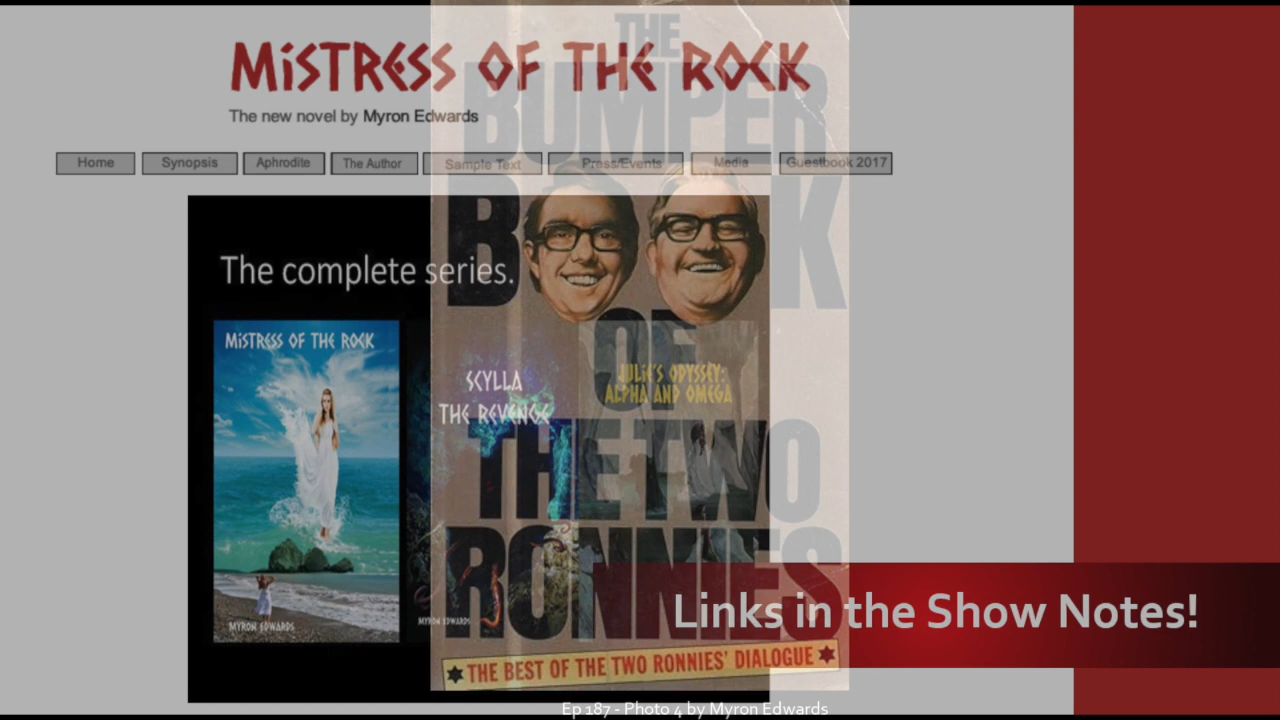 MiSTRESS OF THE ROCK
The new novel by Myron Edwards
Home
Synopsis
Aphrodite
The Author
Sample Text
Press/Events
Media
Guestbook 2017
The complete series.
MiSTRESS OF THE ROCK
MYRON EDWARDS
SCYLLA
THE REVENGE
MYRON EDWARDS
JULIE'S ODYSSEY:
ALPHA AND OMEGA
THE
BUMPER
B K
OF
THE TWO
RONNIES
THE BEST OF THE TWO RONNIES' DIALOGUE
Links in the Show Notes!
Ep 187 - Photo 4 by Myron Edwards